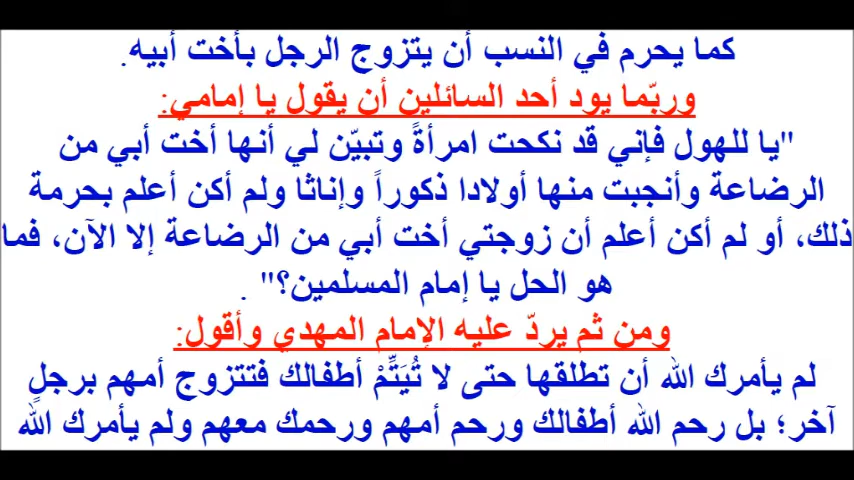 كما يحرم في النسب أن يتزوج الرجل بأخت أبيه.
وربّما يود أحد السائلين أن يقول يا إمامي:
"يا للهول فإني قد نكحت امرأةً وتبيّن لي أنها أخت أبي من
الرضاعة وأنجبت منها أولادا ذكوراً وإناثا ولم أكن أعلم بحرمة
ذلك، أو لم أكن أعلم أن زوجتي أخت أبي من الرضاعة إلا الآن، فما
هو الحل يا إمام المسلمين؟" .
ومن ثم يردّ عليه الإمام المهدي وأقول:
لم يأمرك الله أن تطلقها حتى لا تُيَتِّمْ أطفالك فتتزوج أمهم برجلٍ
آخر؛ بل رحم الله أطفالك ورحم أمهم ورحمك معهم ولم يأمرك الله